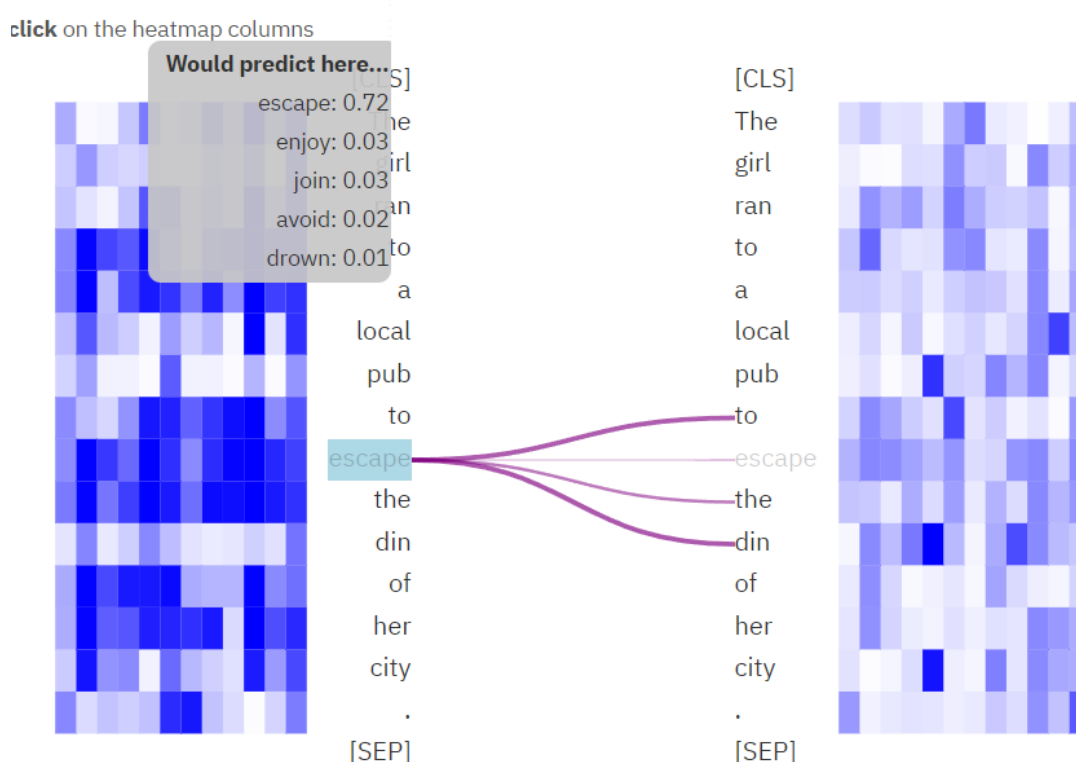 click on the heatmap columns
Would predict here...
escape: 0.72
enjoy: 0.03
join: 0.03
avoid: 0.02
drown: 0.01
[CLS]
The
girl
ran
to
a
local
pub
to
escape
the
din
of
her
city
.
[SEP]
[CLS]
The
girl
ran
to
a
local
pub
to
escape
the
din
of
her
city
.
[SEP]